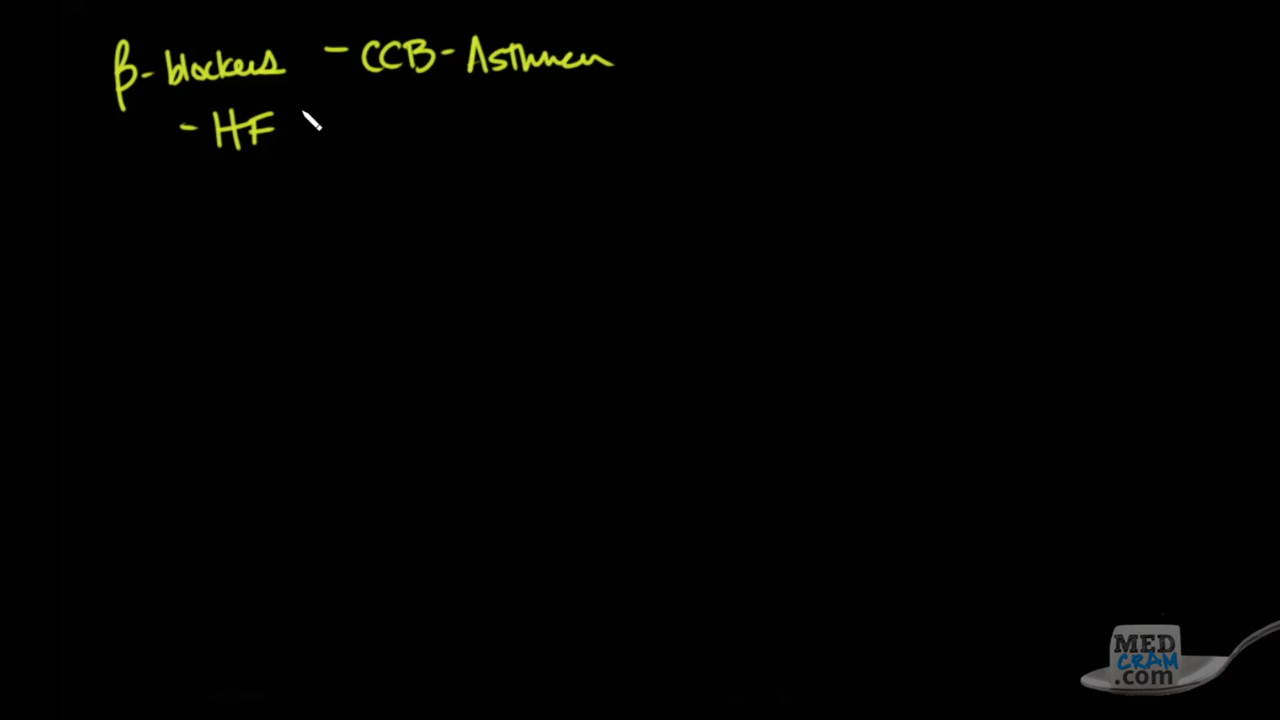 β-blockers - CCB - Asthma
- HF
MED
CRAM
.com